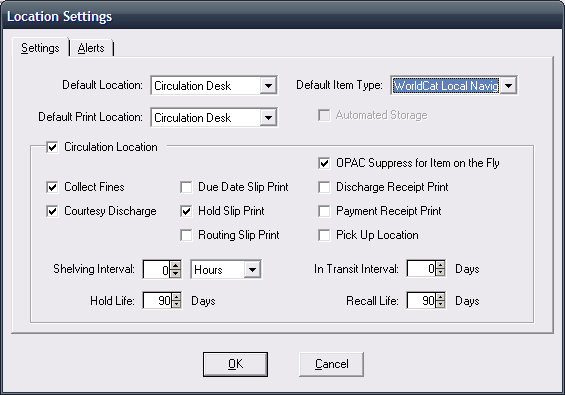 Location Settings
Settings Alerts
Default Location: Circulation Desk Default Item Type: WorldCat Local Navig
Default Print Location: Circulation Desk Automated Storage
Circulation Location
OPAC Suppress for Item on the Fly
Collect Fines Due Date Slip Print Discharge Receipt Print
Courtesy Discharge Hold Slip Print Payment Receipt Print
Routing Slip Print Pick Up Location
Shelving Interval: 0 Hours In Transit Interval: 0 Days
Hold Life: 90 Days Recall Life: 90 Days
OK Cancel